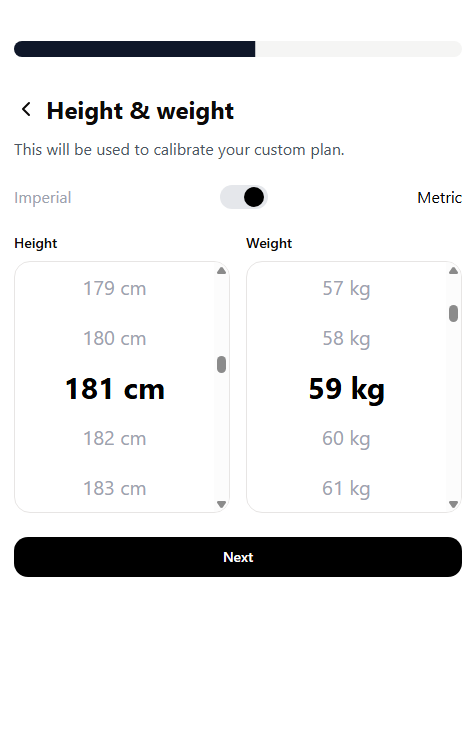 Height & weight
This will be used to calibrate your custom plan.
Imperial
Metric
Height
Weight
179 cm
180 cm
181 cm
182 cm
183 cm
57 kg
58 kg
59 kg
60 kg
61 kg
Next